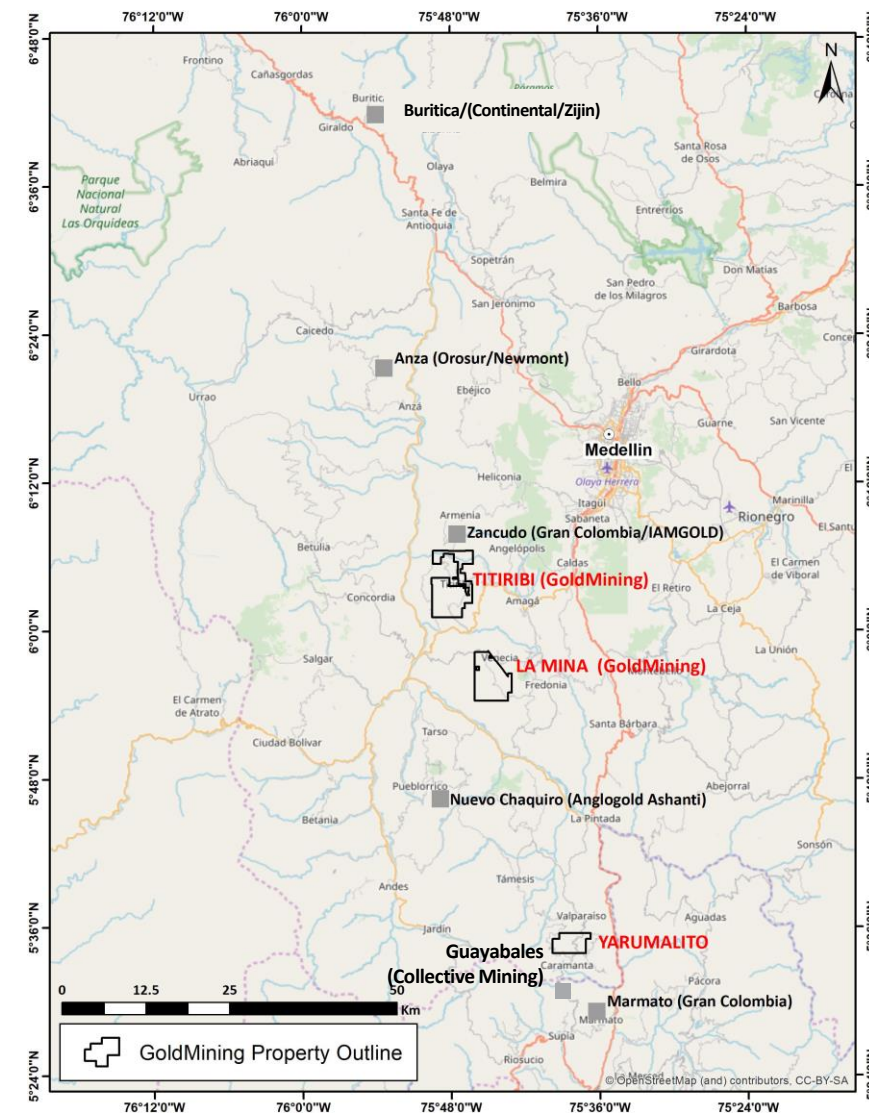 76°12'0"W
76°0'0"W
75°48'0"W
75°36'0"W
75°24'0"W
6°48'0"N
N
Frontino
Cañasgordas
Buritica/(Continental/Zijin)
Giraldo
Abriaquí
Olaya
Santa Rosa
de Osos
6°36'0"N
Parque
Nacional
Natural
Las Orquídeas
Belmira
Entrerrios
Santa Fe de
Antioquia
Sopetrán
Don Matias
San Pedro
de los Milagros
San Jerónimo
Barbosa
6°24'0"N
Caicedo
Girardota
Anza (Orosur/Newmont)
Bello
Ebéjico
Urrao
Anzá
Guarne
San Vicente
Medellin
Heliconia
Olaya Herrera
6°12'0"N
Itagüí
Marinilla
Armenia
Sabaneta
Rionegro
Zancudo (Gran Colombia/IAMGOLD)
Betulia
Angelópolis
Caldas
El Carmen
de Viboral
TITIRIBI (GoldMining)
El Retiro
Concordia
Amagá
La Ceja
6°0'0"N
La Unión
Salgar
Venecia
LA MINA (GoldMining)
Fredonia
El Carmen
de Atrato
Santa Bárbara
Tarso
Ciudad Bolívar
5°48'0"N
Pueblorrico
Abejorral
Nuevo Chaquiro (Anglogold Ashanti)
Betania
La Pintada
Sonsón
Támesis
Andes
5°36'0"N
Valparaiso
Aguadas
Jardín
YARUMALITO
Guayabales
(Collective Mining)
Caramanta
Pácora
0 12.5 25 50
Km
Marmato (Gran Colombia)
Marmato
Supia
GoldMining Property Outline
Riosucio
5°24'0"N
© OpenStreetMap (and) contributors, CC-BY-SA
76°12'0"W
76°0'0"W
75°48'0"W
75°36'0"W
75°24'0"W